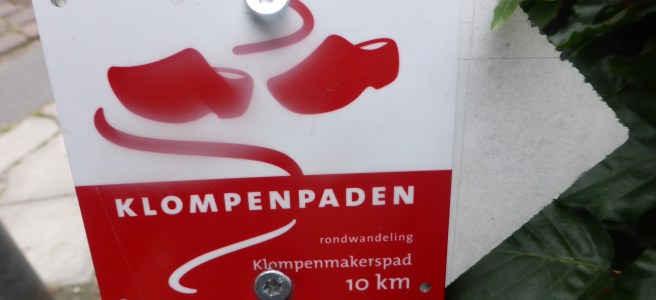 KLOMPENPADEN
rondwandeling
Klompenmakerspad
10 km